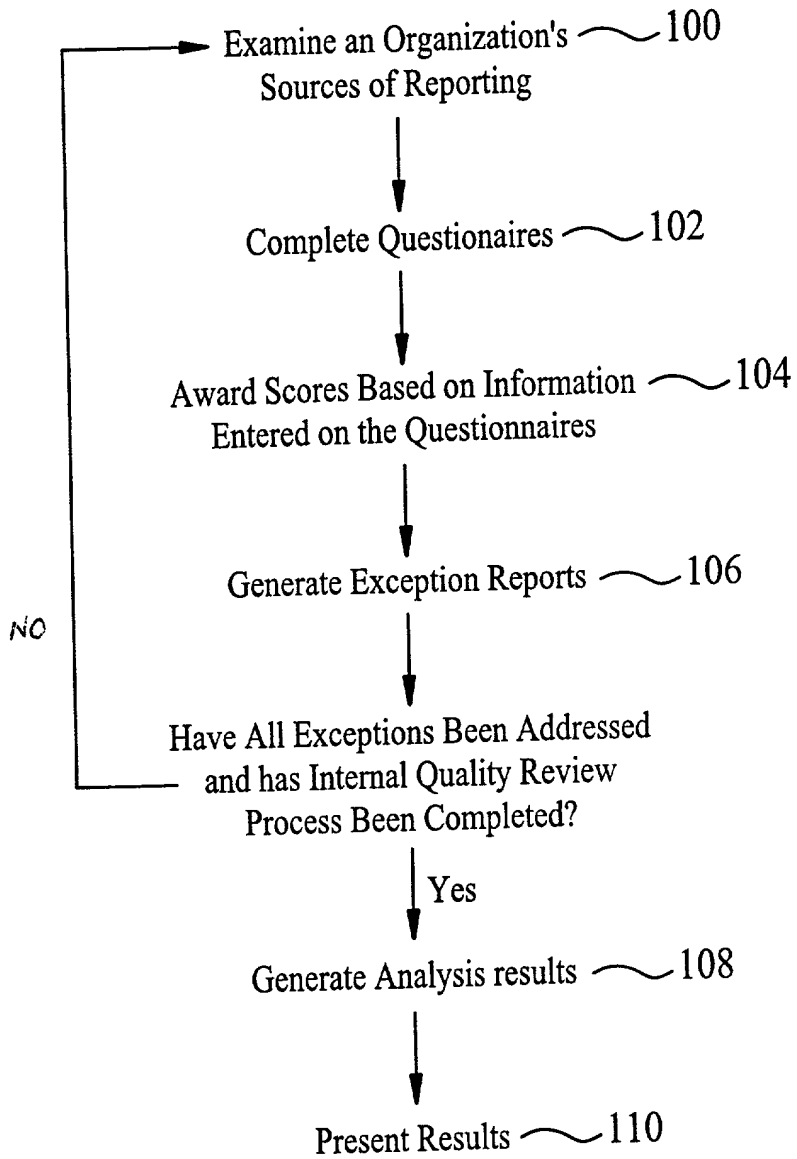 Examine an Organization's 100
Sources of Reporting
Complete Questionaires 102
Award Scores Based on Information 104
Entered on the Questionnaires
Generate Exception Reports 106
NO
Have All Exceptions Been Addressed
and has Internal Quality Review
Process Been Completed?
Yes
Generate Analysis results 108
Present Results 110